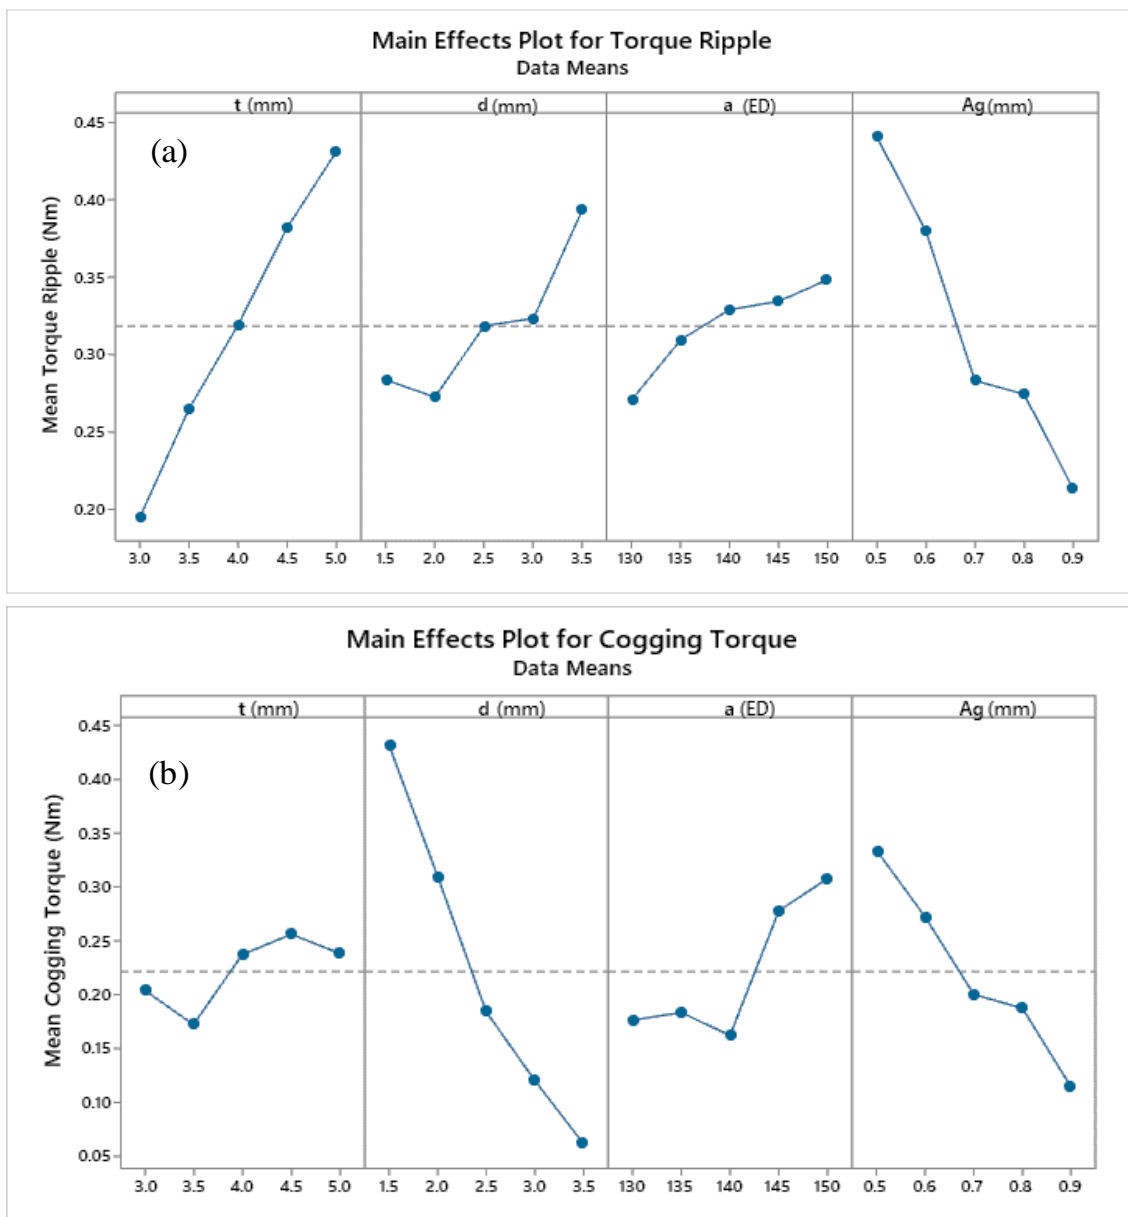 Main Effects Plot for Torque Ripple
Data Means
t (mm) d (mm) a (ED) Ag (mm)
(a)
Mean Torque Ripple (Nm)
0.45
0.40
0.35
0.30
0.25
0.20
3.0 3.5 4.0 4.5 5.0 1.5 2.0 2.5 3.0 3.5 130 135 140 145 150 0.5 0.6 0.7 0.8 0.9
Main Effects Plot for Cogging Torque
Data Means
t (mm) d (mm) a (ED) Ag (mm)
(b)
Mean Cogging Torque (Nm)
0.45
0.40
0.35
0.30
0.25
0.20
0.15
0.10
0.05
3.0 3.5 4.0 4.5 5.0 1.5 2.0 2.5 3.0 3.5 130 135 140 145 150 0.5 0.6 0.7 0.8 0.9